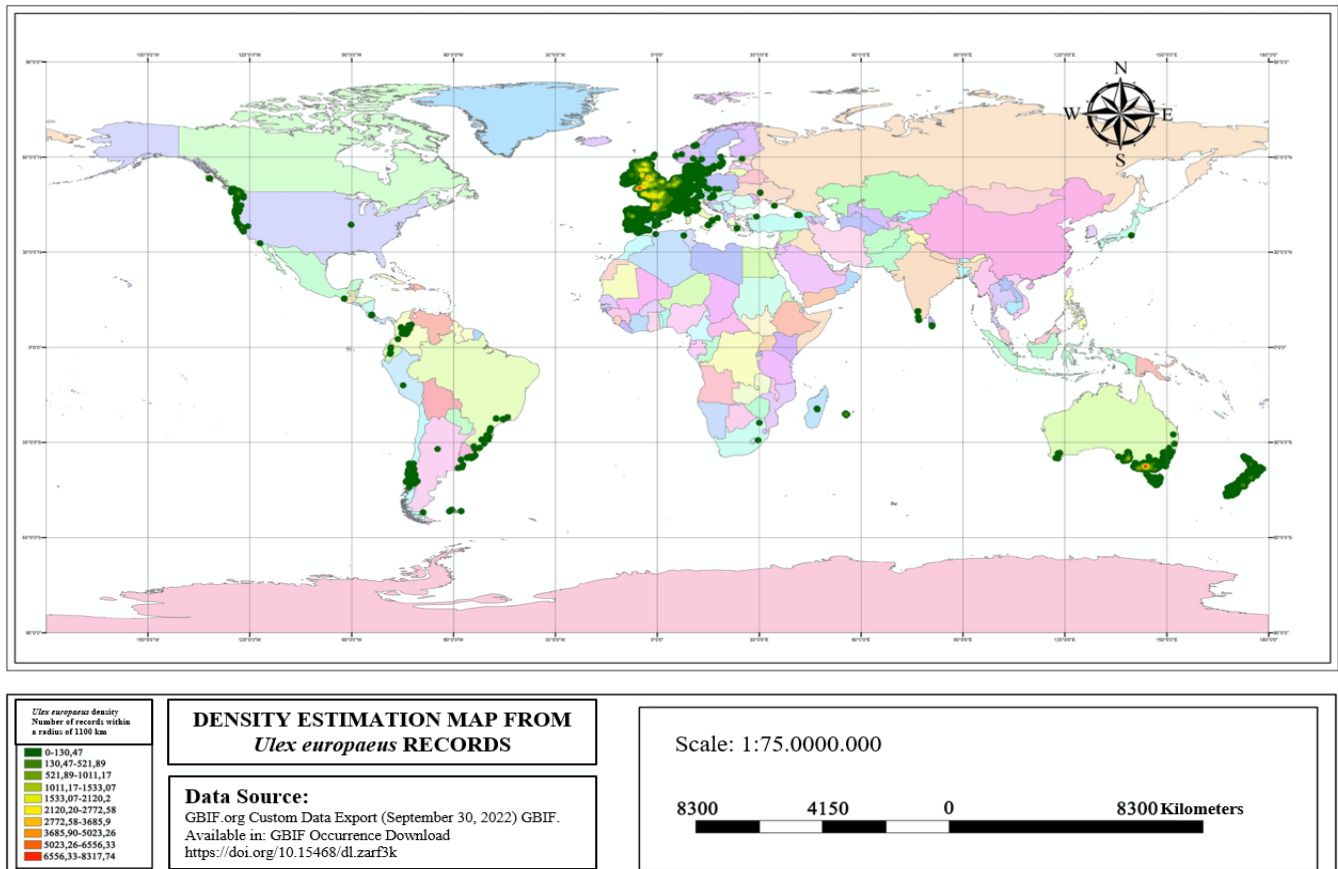 N
W
E
S
Ulex europaeus density
Number of records within
a radius of 1100 km
0-130,47
130,47-521,89
521,89-1011,17
1011,17-1533,07
1533,07-2120,2
2120,20-2772,58
2772,58-3685,9
3685,90-5023,26
5023,26-6556,33
6556,33-8317,74
DENSITY ESTIMATION MAP FROM
Ulex europaeus RECORDS
Data Source:
GBIF.org Custom Data Export (September 30, 2022) GBIF.
Available in: GBIF Occurrence Download
https://doi.org/10.15468/dl.zarf3k
Scale: 1:75.0000.000
8300 4150 0 8300 Kilometers